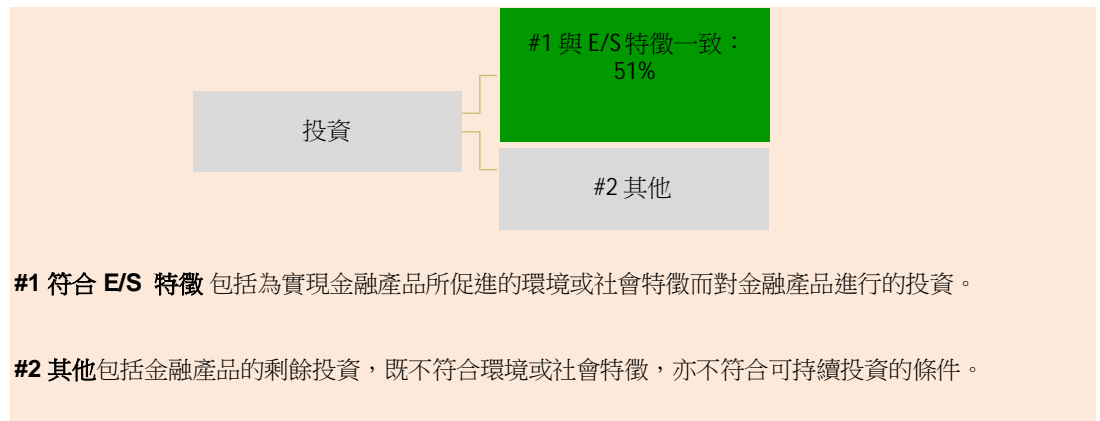 #1 與 E/S 特徵一致：
51%
投資
#2 其他
#1 符合 E/S 特徵 包括為實現金融產品所促進的環境或社會特徵而對金融產品進行的投資。
#2 其他包括金融產品的剩餘投資，既不符合環境或社會特徵，亦不符合可持續投資的條件。